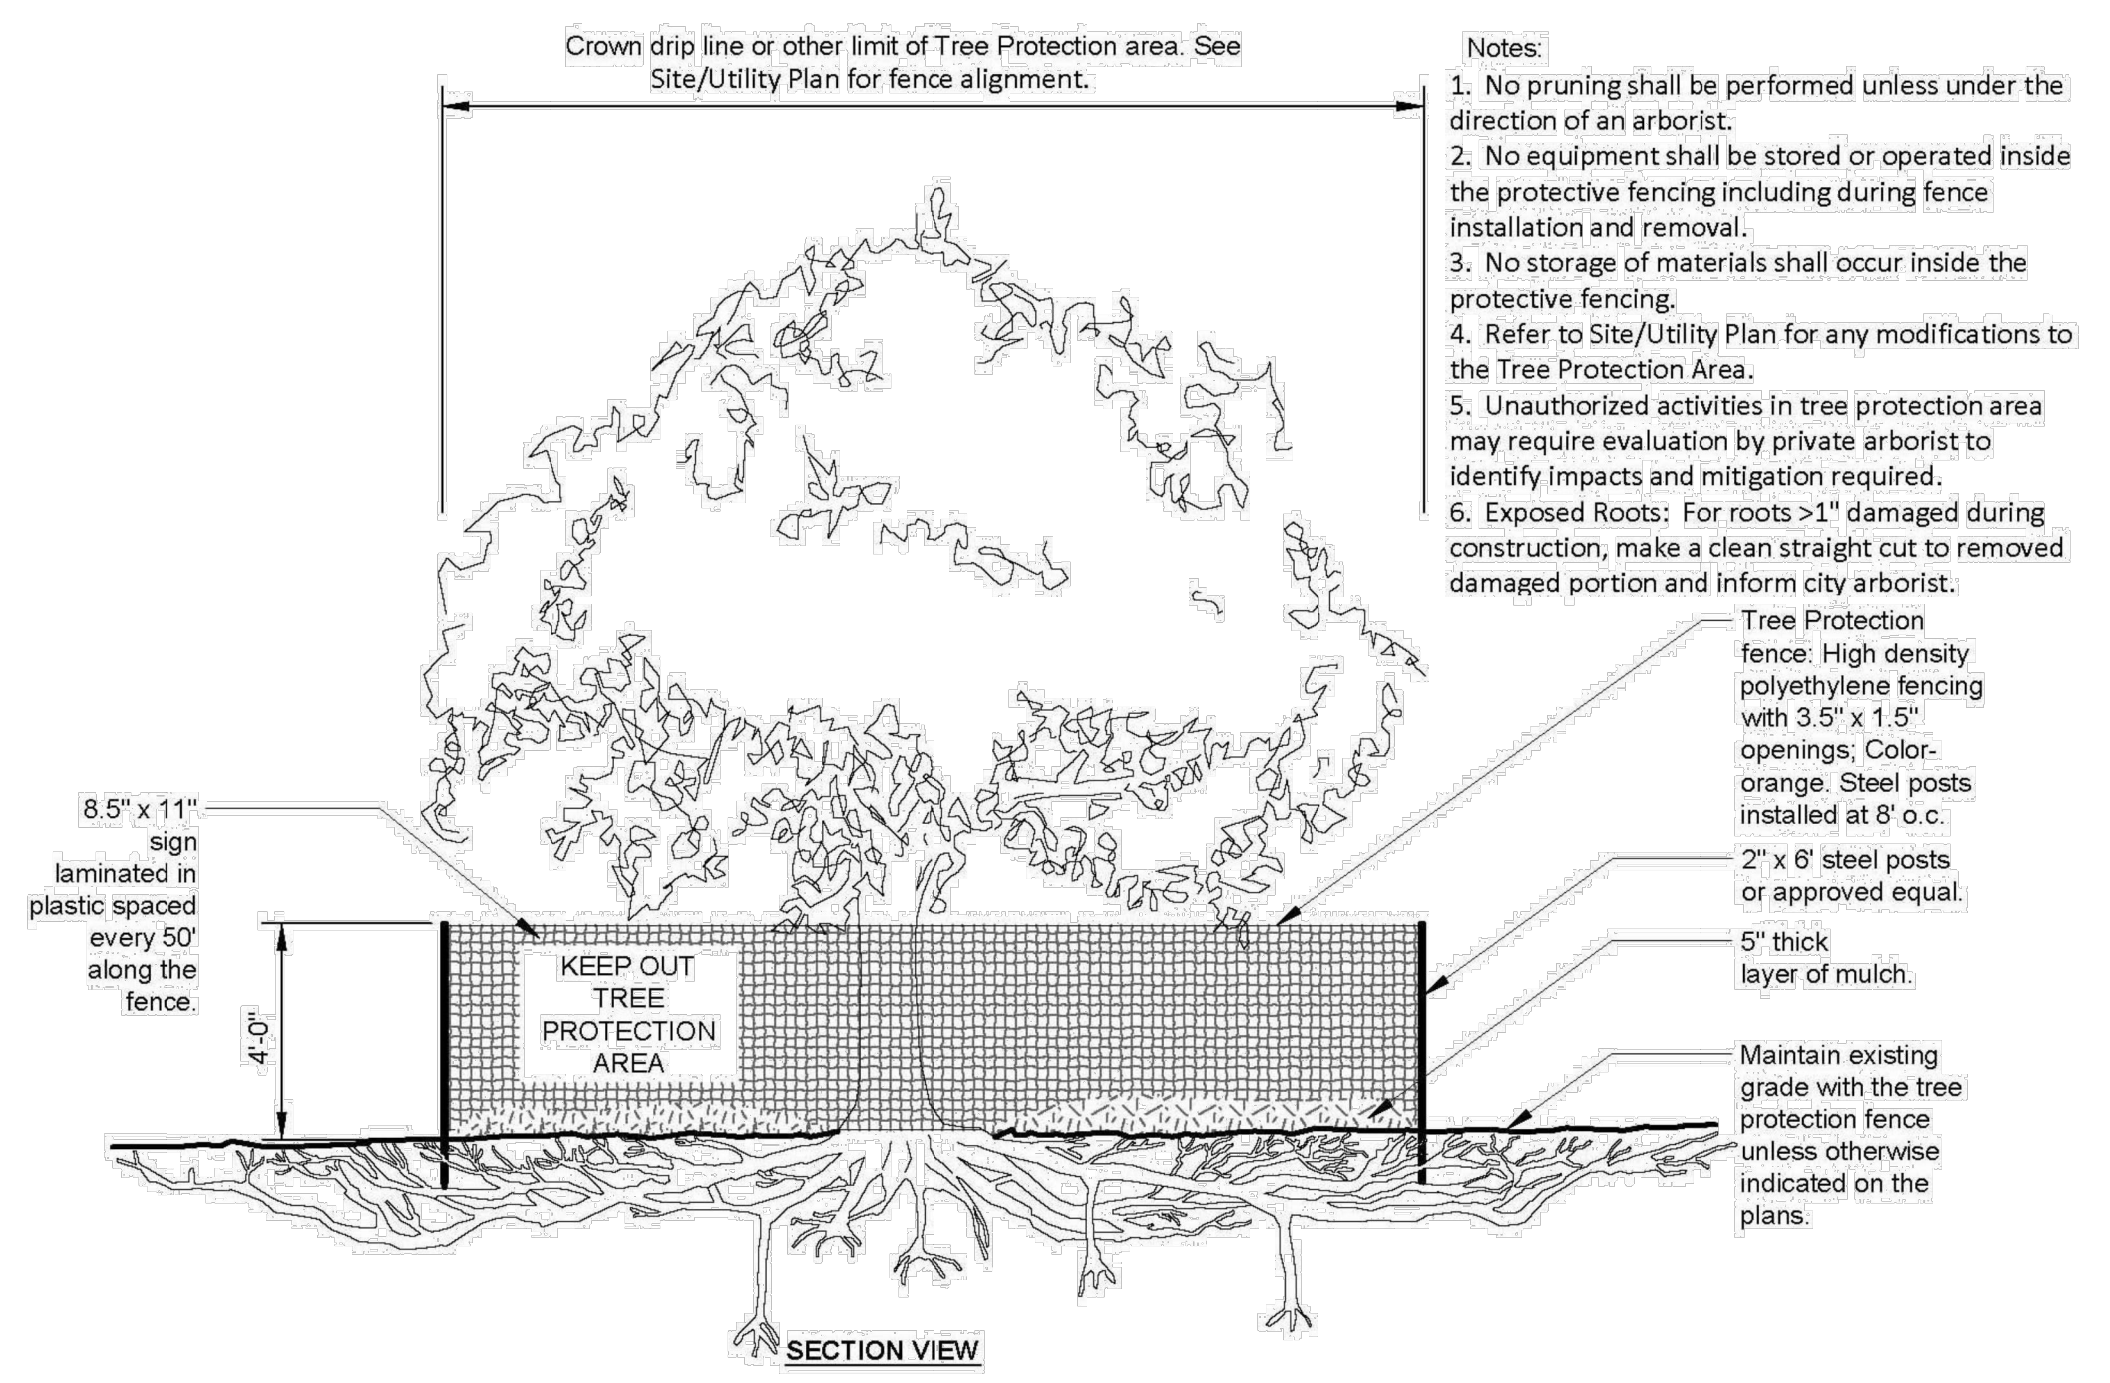 Crown drip line or other limit of Tree Protection area. See
Site/Utility Plan for fence alignment.
Notes:
1. No pruning shall be performed unless under the
direction of an arborist.
2. No equipment shall be stored or operated inside
the protective fencing including during fence
installation and removal.
3. No storage of materials shall occur inside the
protective fencing.
4. Refer to Site/Utility Plan for any modifications to
the Tree Protection Area.
5. Unauthorized activities in tree protection area
may require evaluation by private arborist to
identify impacts and mitigation required.
6. Exposed Roots: For roots >1" damaged during
construction, make a clean straight cut to removed
damaged portion and inform city arborist.
Tree Protection
fence: High density
polyethylene fencing
with 3.5" x 1.5"
openings; Color-
orange. Steel posts
installed at 8' o.c.
2" x 6' steel posts
or approved equal.
5" thick
layer of mulch.
Maintain existing
grade with the tree
protection fence
unless otherwise
indicated on the
plans.
8.5" x 11"
sign
laminated in
plastic spaced
every 50'
along the
fence.
4'-0"
KEEP OUT
TREE
PROTECTION
AREA
SECTION VIEW